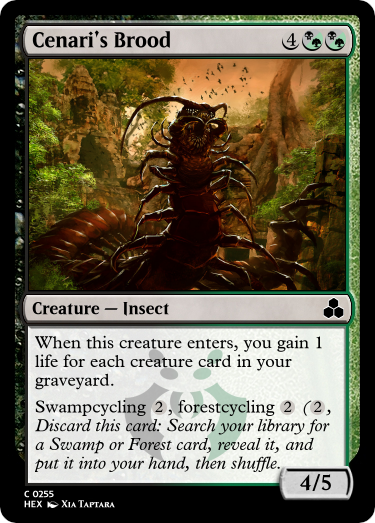 Cenari's Brood 4
Creature — Insect
When this creature enters, you gain 1
life for each creature card in your
graveyard.
Swampcycling 2, forestcycling 2 (2,
Discard this card: Search your library for
a Swamp or Forest card, reveal it, and
put it into your hand, then shuffle.
4/5
C 0255
HEX Xia Taptara